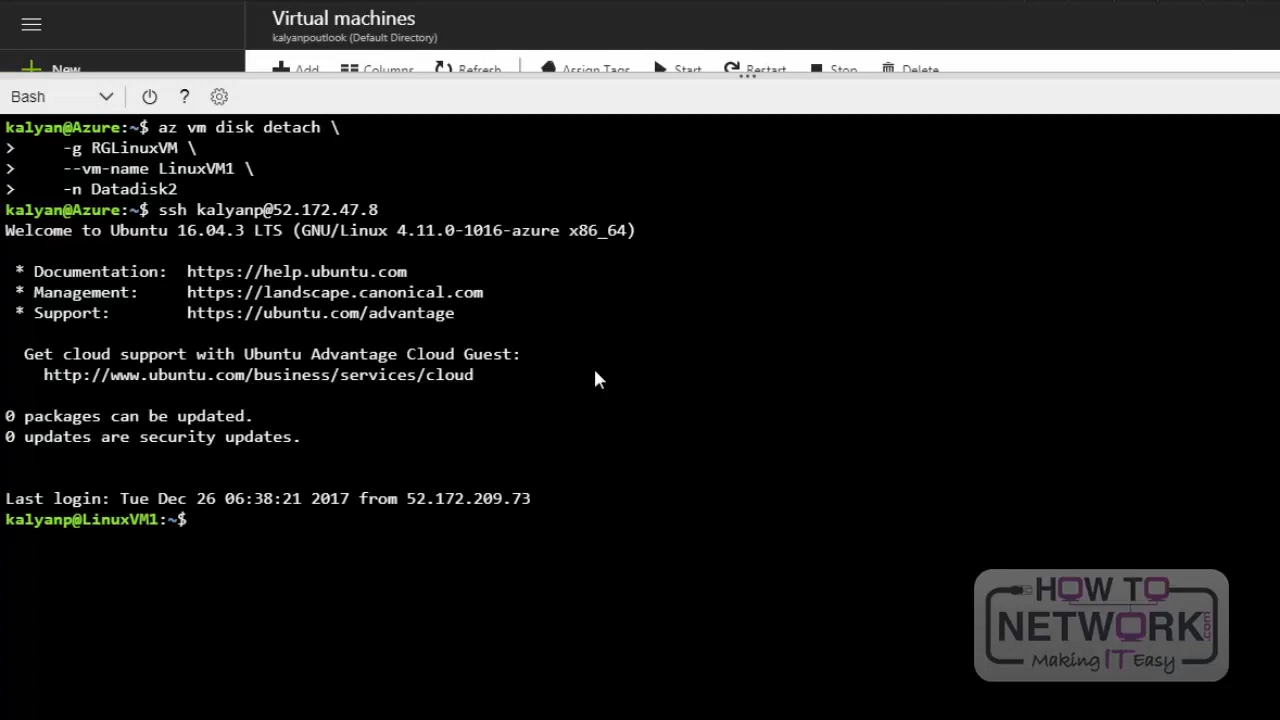 Virtual machines
kalyanpoutlook (Default Directory)
New
Add Columns Refresh Assign Tags Start Restart Stop Delete
Bash ?
kalyan@Azure:~$ az vm disk detach \
> -g RGLinuxVM \
> --vm-name LinuxVM1 \
> -n Datadisk2
kalyan@Azure:~$ ssh kalyanp@52.172.47.8
Welcome to Ubuntu 16.04.3 LTS (GNU/Linux 4.11.0-1016-azure x86_64)
* Documentation: https://help.ubuntu.com
* Management: https://landscape.canonical.com
* Support: https://ubuntu.com/advantage
Get cloud support with Ubuntu Advantage Cloud Guest:
http://www.ubuntu.com/business/services/cloud
0 packages can be updated.
0 updates are security updates.
Last login: Tue Dec 26 06:38:21 2017 from 52.172.209.73
kalyanp@LinuxVM1:~$
HOW TO
NETWORK.com
Making IT Easy